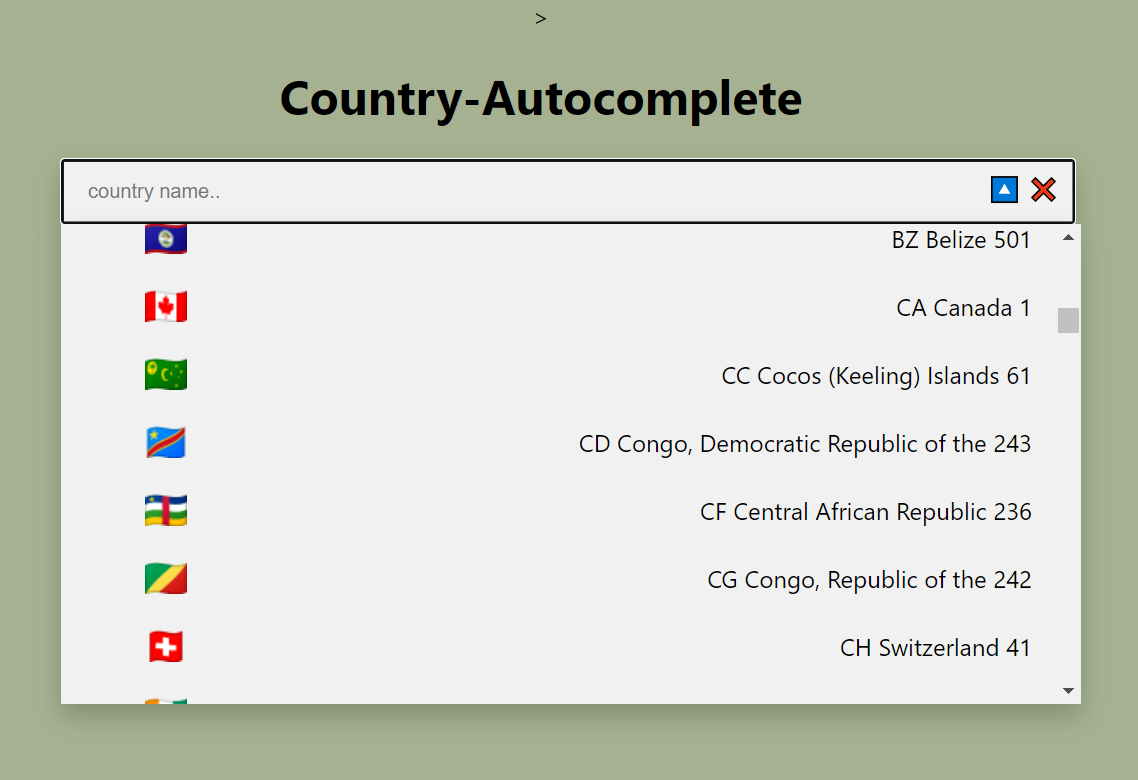 >
Country-Autocomplete
country name..
BZ Belize 501
CA Canada 1
CC Cocos (Keeling) Islands 61
CD Congo, Democratic Republic of the 243
CF Central African Republic 236
CG Congo, Republic of the 242
CH Switzerland 41